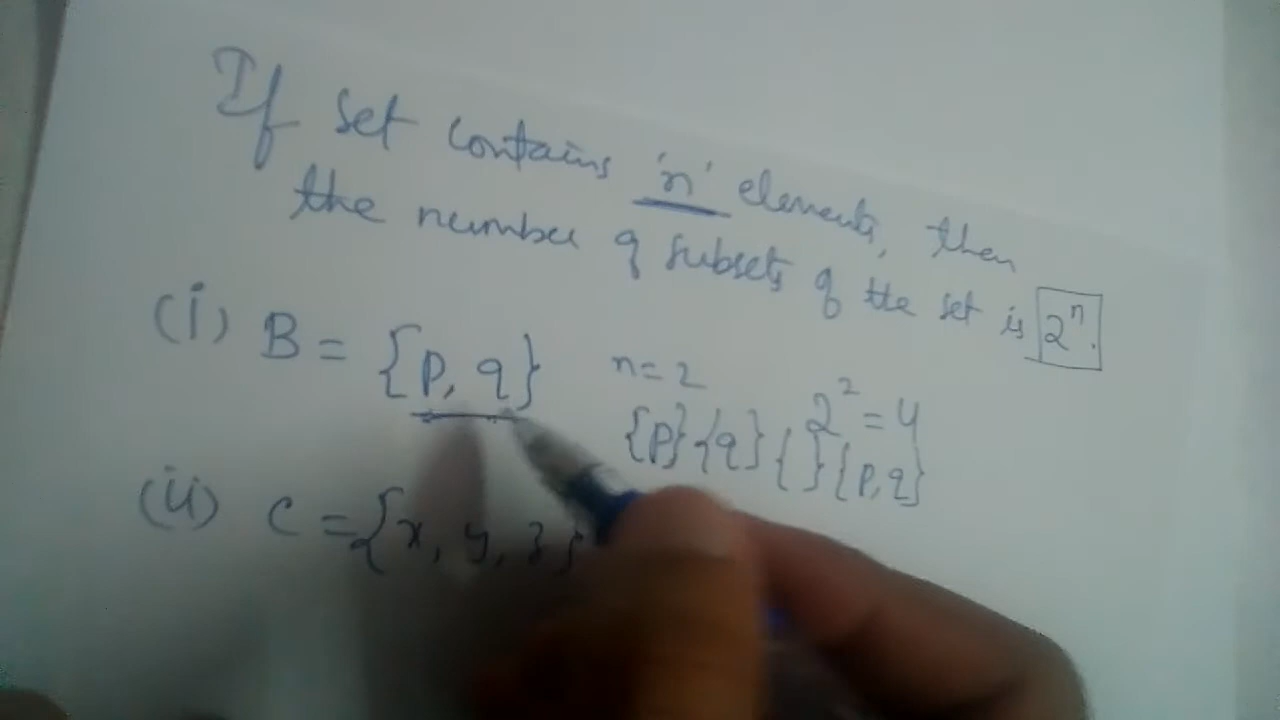 If set contains 'n' elements, then
the number of subsets of the set is 2ⁿ.
(i) B = {p, q} n = 2 2² = 4
{p} {q} { } {p, q}
(ii) C = {x, y, z}